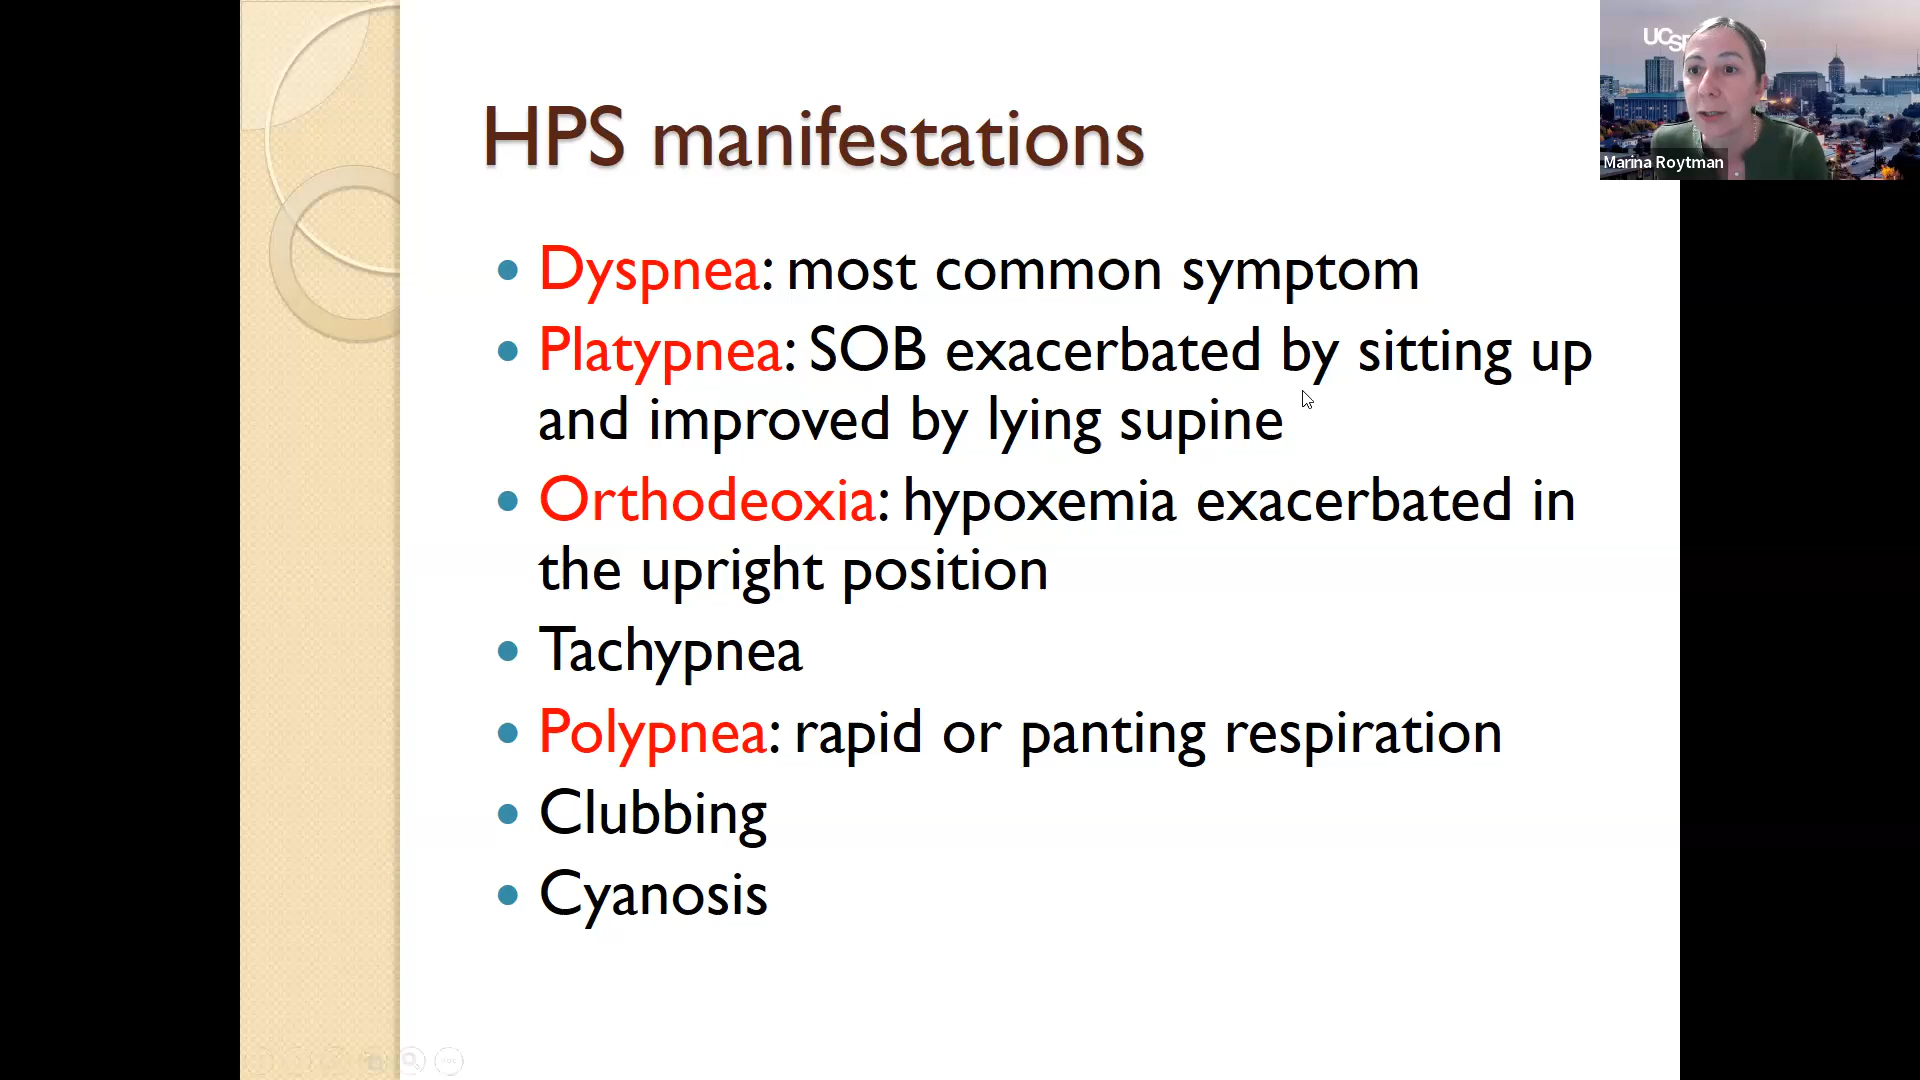 HPS manifestations
Dyspnea: most common symptom
Platypnea: SOB exacerbated by sitting up
and improved by lying supine
Orthodeoxia: hypoxemia exacerbated in
the upright position
Tachypnea
Polypnea: rapid or panting respiration
Clubbing
Cyanosis
Marina Roytman